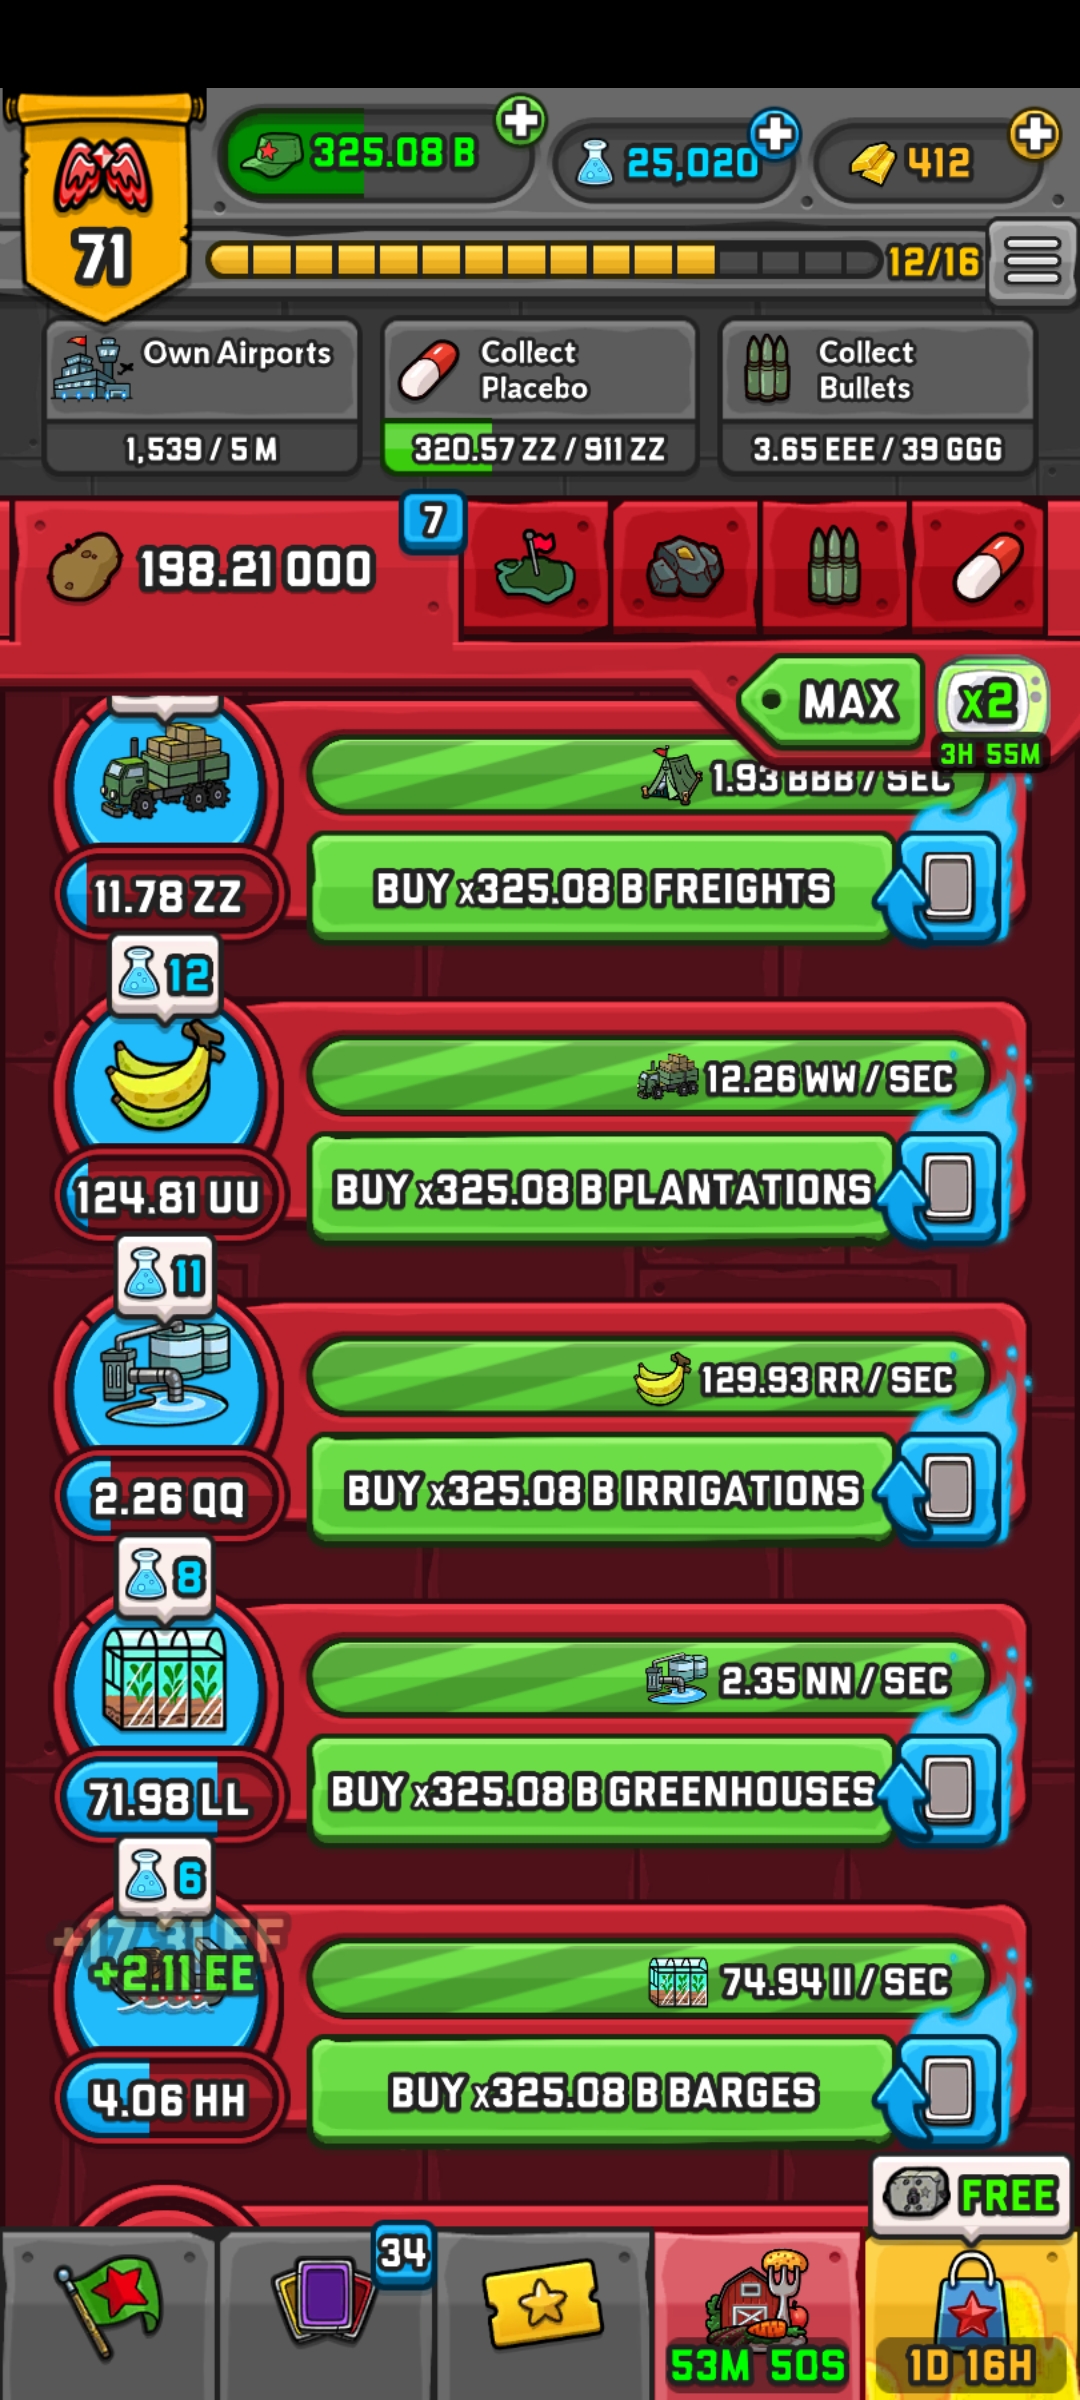 71
325.08 B
25,020
412
12/16
Own Airports
1,539 / 5 M
Collect
Placebo
320.57 ZZ / 911 ZZ
Collect
Bullets
3.65 EEE / 39 GGG
198.21 OOO
7
MAX
x2
3H 55M
1.93 BBB / SEC
11.78 ZZ
BUY x325.08 B FREIGHTS
12
12.26 WW / SEC
124.81 UU
BUY x325.08 B PLANTATIONS
11
129.93 RR / SEC
2.26 QQ
BUY x325.08 B IRRIGATIONS
8
2.35 NN / SEC
71.98 LL
BUY x325.08 B GREENHOUSES
6
+2.11 EE
74.94 II / SEC
4.06 HH
BUY x325.08 B BARGES
FREE
34
53M 50S
1D 16H